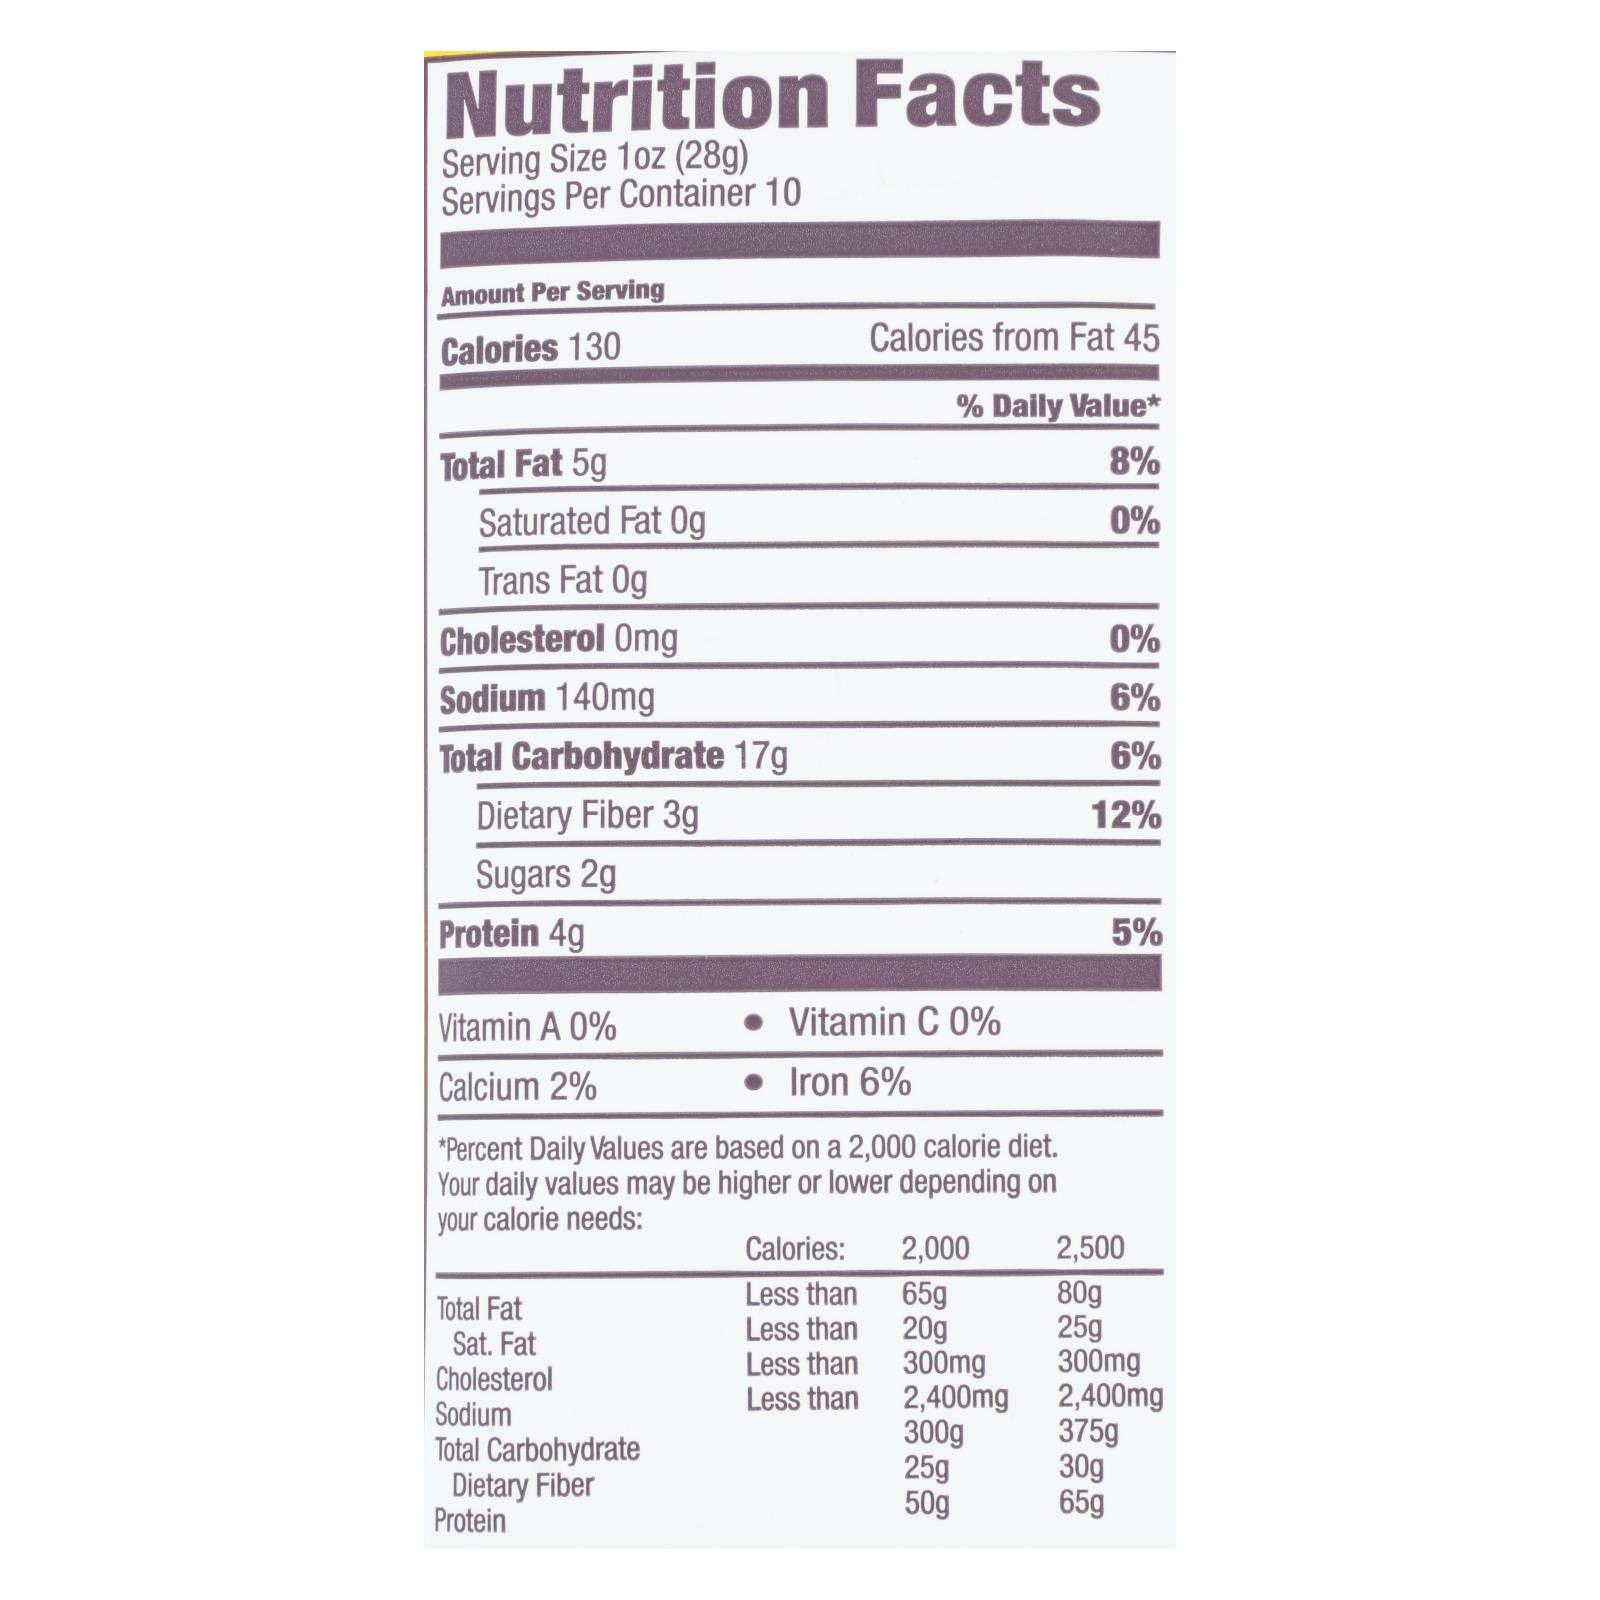 Nutrition Facts
Serving Size 1oz (28g)
Servings Per Container 10
Amount Per Serving
Calories 130 Calories from Fat 45
% Daily Value*
Total Fat 5g 8%
Saturated Fat 0g 0%
Trans Fat 0g
Cholesterol 0mg 0%
Sodium 140mg 6%
Total Carbohydrate 17g 6%
Dietary Fiber 3g 12%
Sugars 2g
Protein 4g 5%
Vitamin A 0% • Vitamin C 0%
Calcium 2% • Iron 6%
*Percent Daily Values are based on a 2,000 calorie diet.
Your daily values may be higher or lower depending on
your calorie needs:
Calories: 2,000 2,500
Total Fat Less than 65g 80g
Sat. Fat Less than 20g 25g
Cholesterol Less than 300mg 300mg
Sodium Less than 2,400mg 2,400mg
Total Carbohydrate 300g 375g
Dietary Fiber 25g 30g
Protein 50g 65g